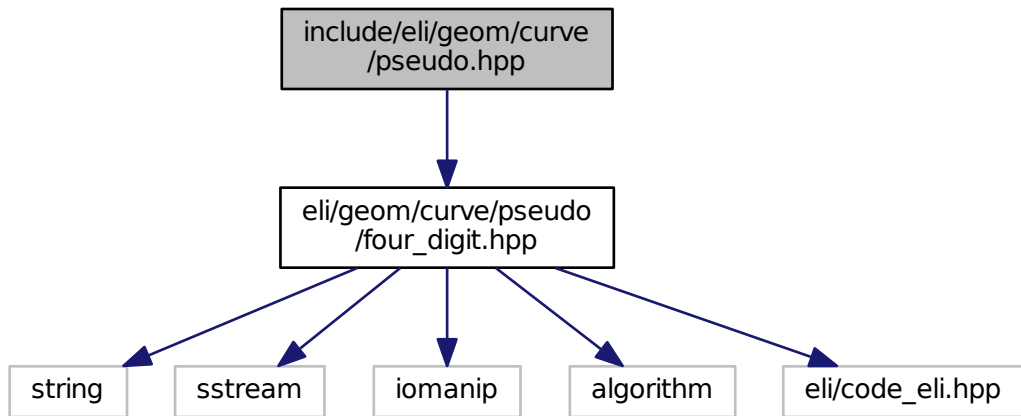 include/eli/geom/curve
/pseudo.hpp
eli/geom/curve/pseudo
/four_digit.hpp
string
sstream
iomanip
algorithm
eli/code_eli.hpp